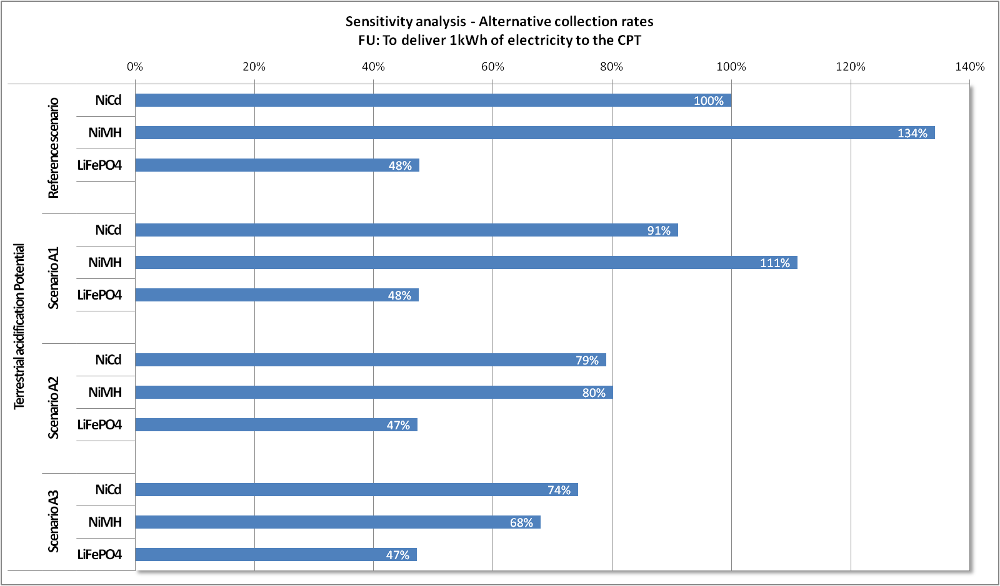 Sensitivity analysis - Alternative collection rates
FU: To deliver 1kWh of electricity to the CPT
0% 20% 40% 60% 80% 100% 120% 140%
Terrestrial acidification Potential
Reference scenario
NiCd 100%
NiMH 134%
LiFePO4 48%
Scenario A1
NiCd 91%
NiMH 111%
LiFePO4 48%
Scenario A2
NiCd 79%
NiMH 80%
LiFePO4 47%
Scenario A3
NiCd 74%
NiMH 68%
LiFePO4 47%